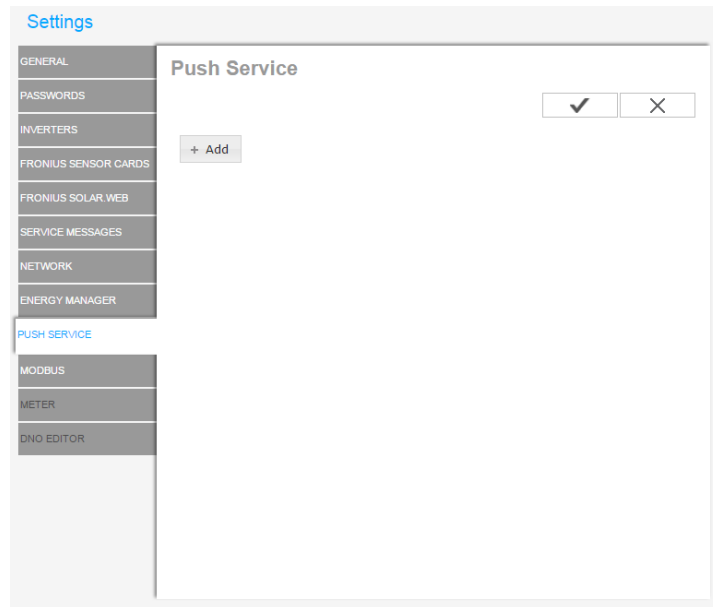 Settings
GENERAL
PASSWORDS
INVERTERS
FRONIUS SENSOR CARDS
FRONIUS SOLAR.WEB
SERVICE MESSAGES
NETWORK
ENERGY MANAGER
PUSH SERVICE
MODBUS
METER
DNO EDITOR
Push Service
+ Add